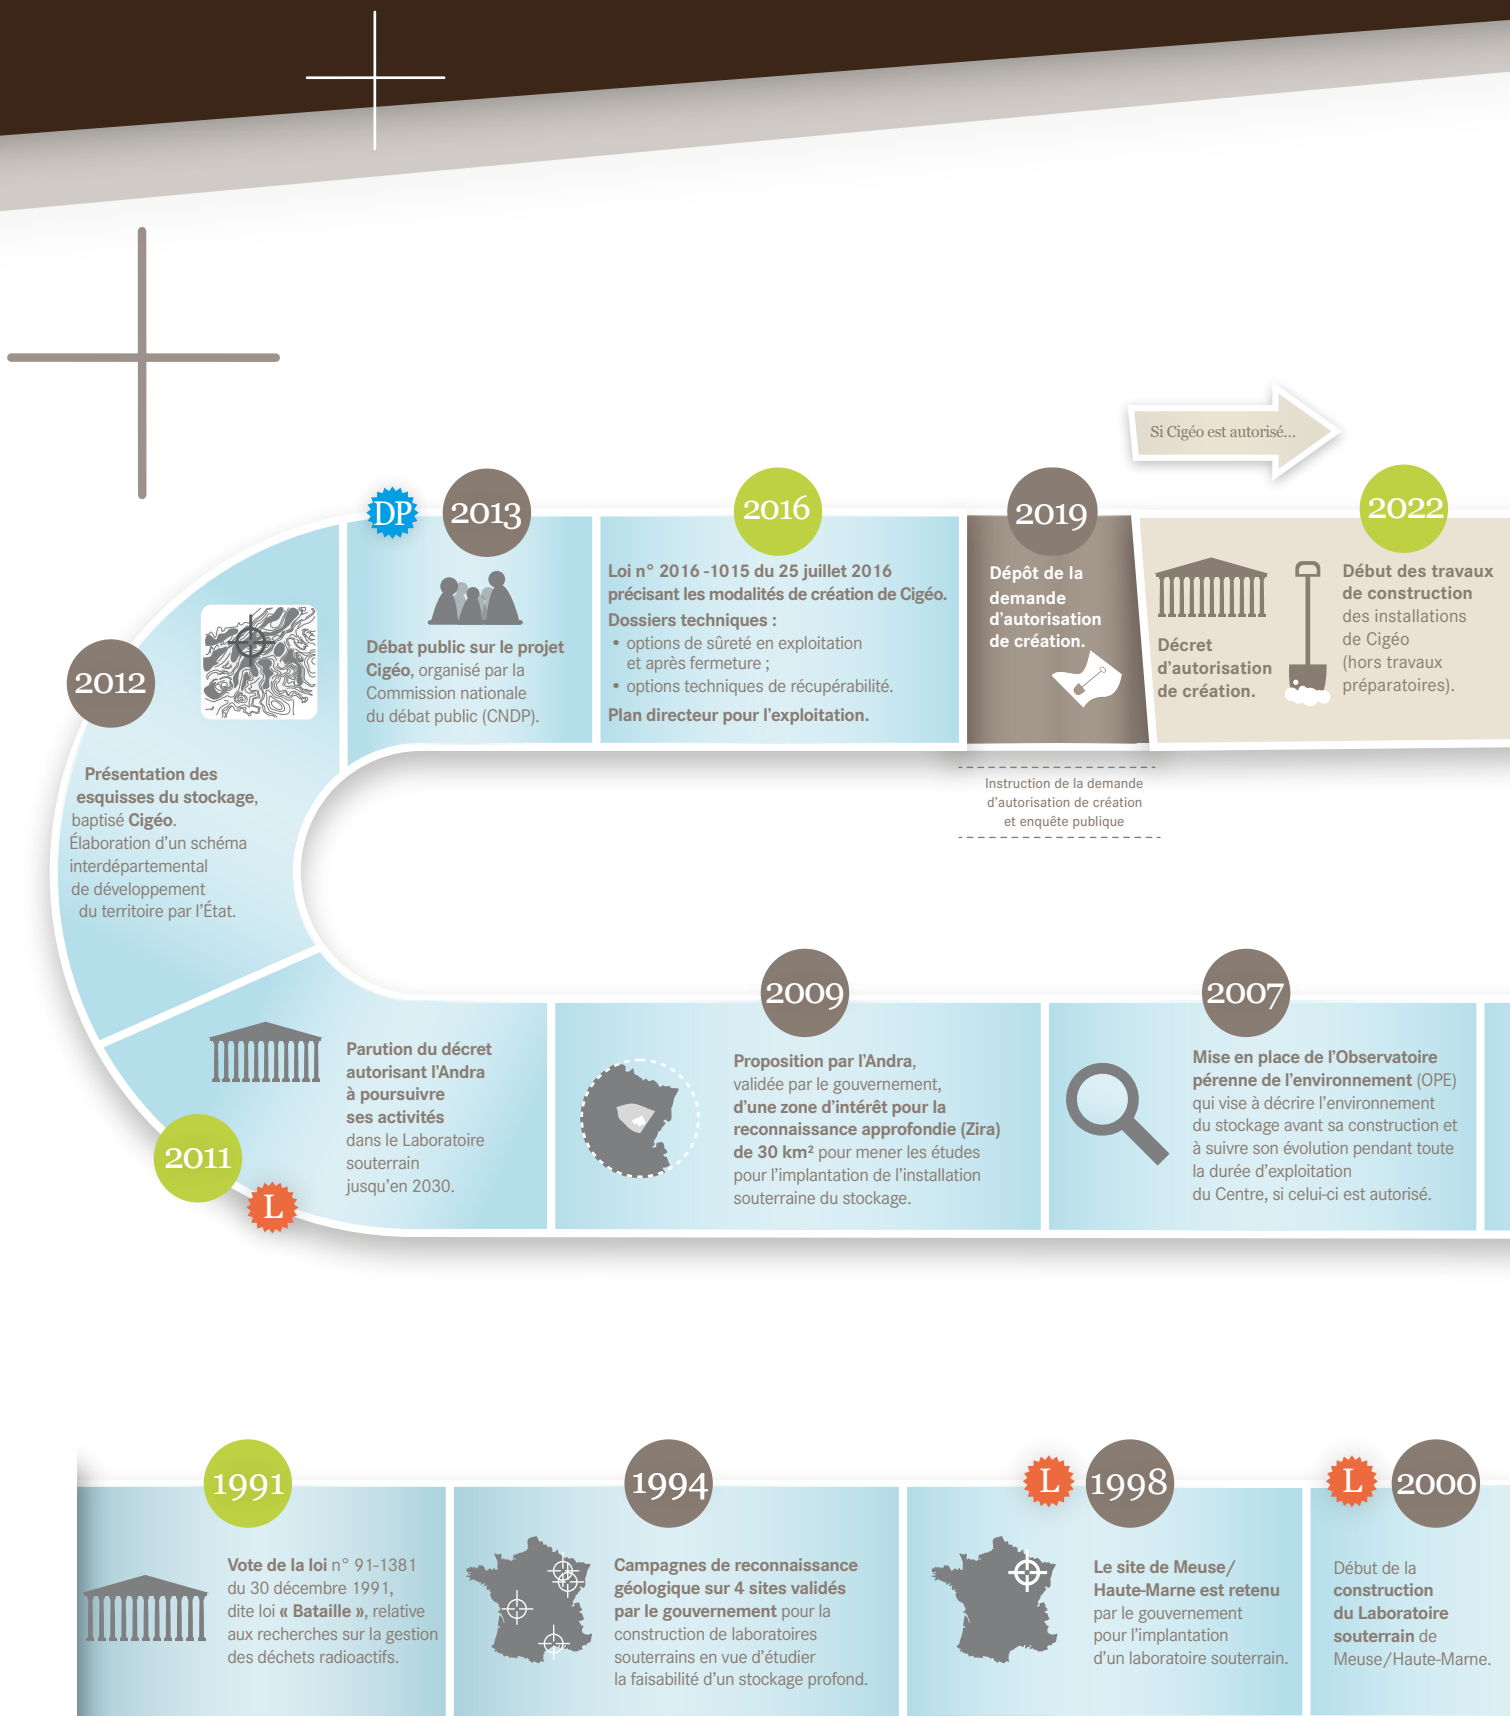 Si Cigéo est autorisé...
DP
2013
Débat public sur le projet
Cigéo, organisé par la
Commission nationale
du débat public (CNDP).
2016
Loi n° 2016 -1015 du 25 juillet 2016
précisant les modalités de création de Cigéo.
Dossiers techniques :
• options de sûreté en exploitation
et après fermeture ;
• options techniques de récupérabilité.
Plan directeur pour l'exploitation.
2019
Dépôt de la
demande
d'autorisation
de création.
Instruction de la demande
d'autorisation de création
et enquête publique
Décret
d'autorisation
de création.
2022
Début des travaux
de construction
des installations
de Cigéo
(hors travaux
préparatoires).
2012
Présentation des
esquisses du stockage,
baptisé Cigéo.
Élaboration d'un schéma
interdépartemental
de développement
du territoire par l'État.
2011
L
Parution du décret
autorisant l'Andra
à poursuivre
ses activités
dans le Laboratoire
souterrain
jusqu'en 2030.
2009
Proposition par l'Andra,
validée par le gouvernement,
d'une zone d'intérêt pour la
reconnaissance approfondie (Zira)
de 30 km² pour mener les études
pour l'implantation de l'installation
souterraine du stockage.
2007
Mise en place de l'Observatoire
pérenne de l'environnement (OPE)
qui vise à décrire l'environnement
du stockage avant sa construction et
à suivre son évolution pendant toute
la durée d'exploitation
du Centre, si celui-ci est autorisé.
1991
Vote de la loi n° 91-1381
du 30 décembre 1991,
dite loi « Bataille », relative
aux recherches sur la gestion
des déchets radioactifs.
1994
Campagnes de reconnaissance
géologique sur 4 sites validés
par le gouvernement pour la
construction de laboratoires
souterrains en vue d'étudier
la faisabilité d'un stockage profond.
L
1998
Le site de Meuse/
Haute-Marne est retenu
par le gouvernement
pour l'implantation
d'un laboratoire souterrain.
L
2000
Début de la
construction
du Laboratoire
souterrain de
Meuse/Haute-Marne.